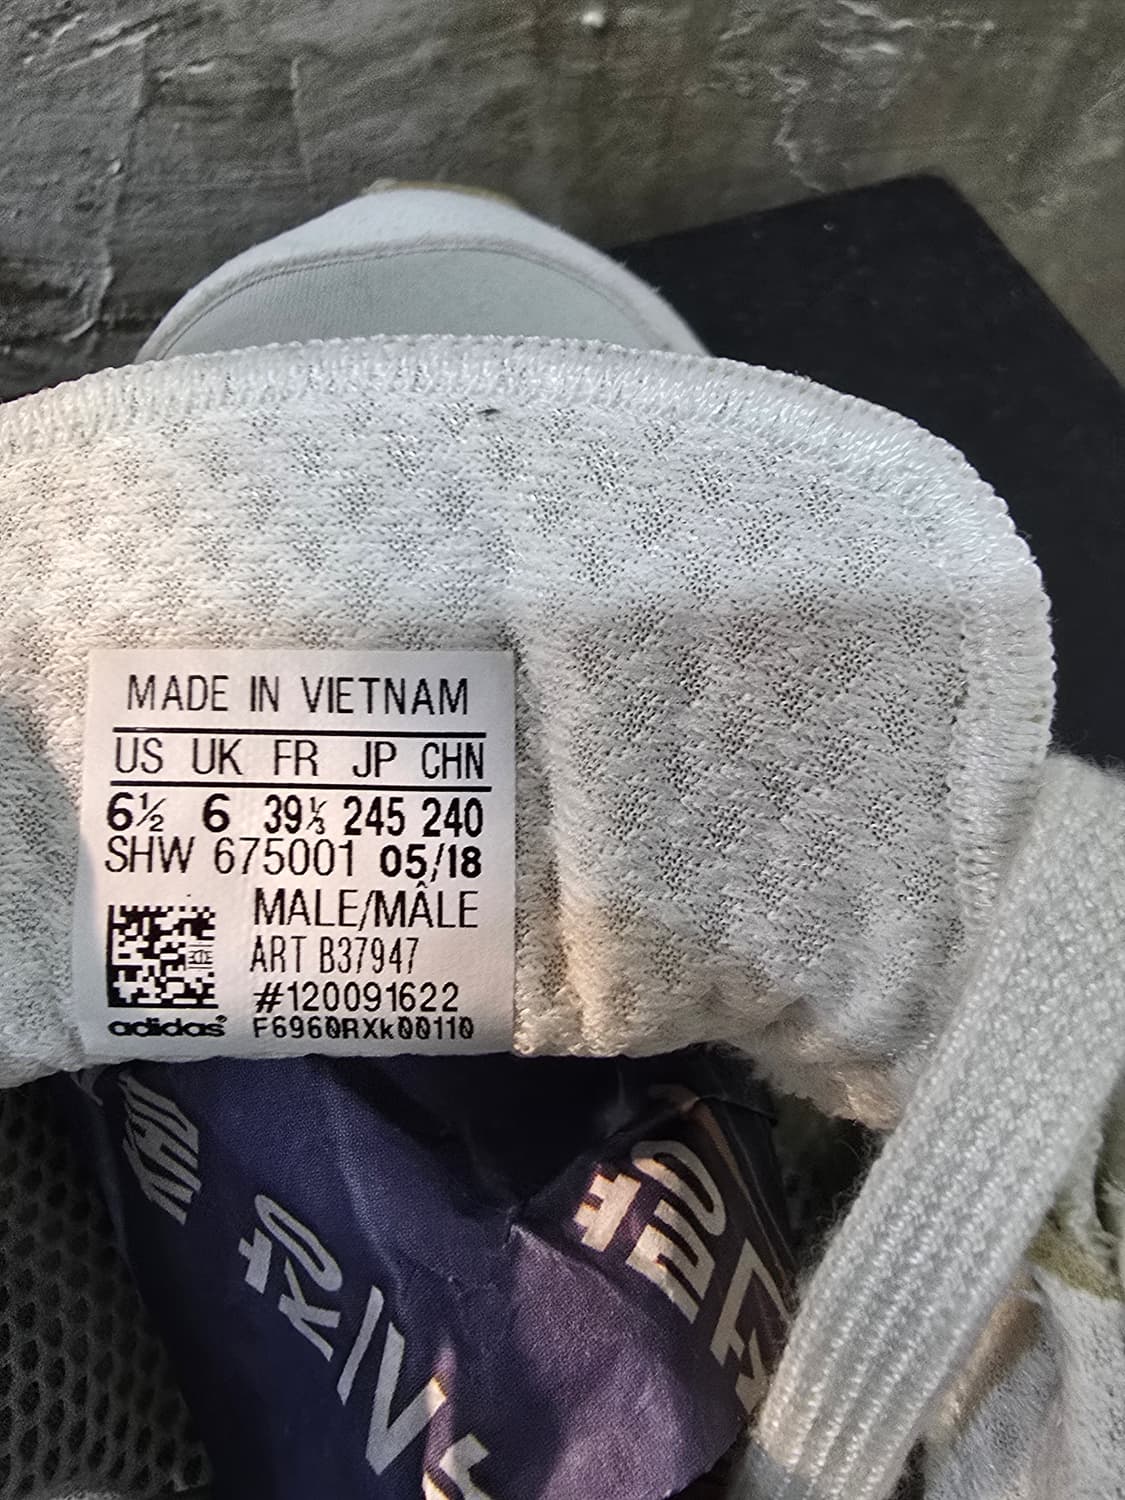 MADE IN VIETNAM
US UK FR JP CHN
6½ 6 39⅓ 245 240
SHW 675001 05/18
MALE/MÂLE
ART B37947
#120091622
adidas® F6960RXk00110